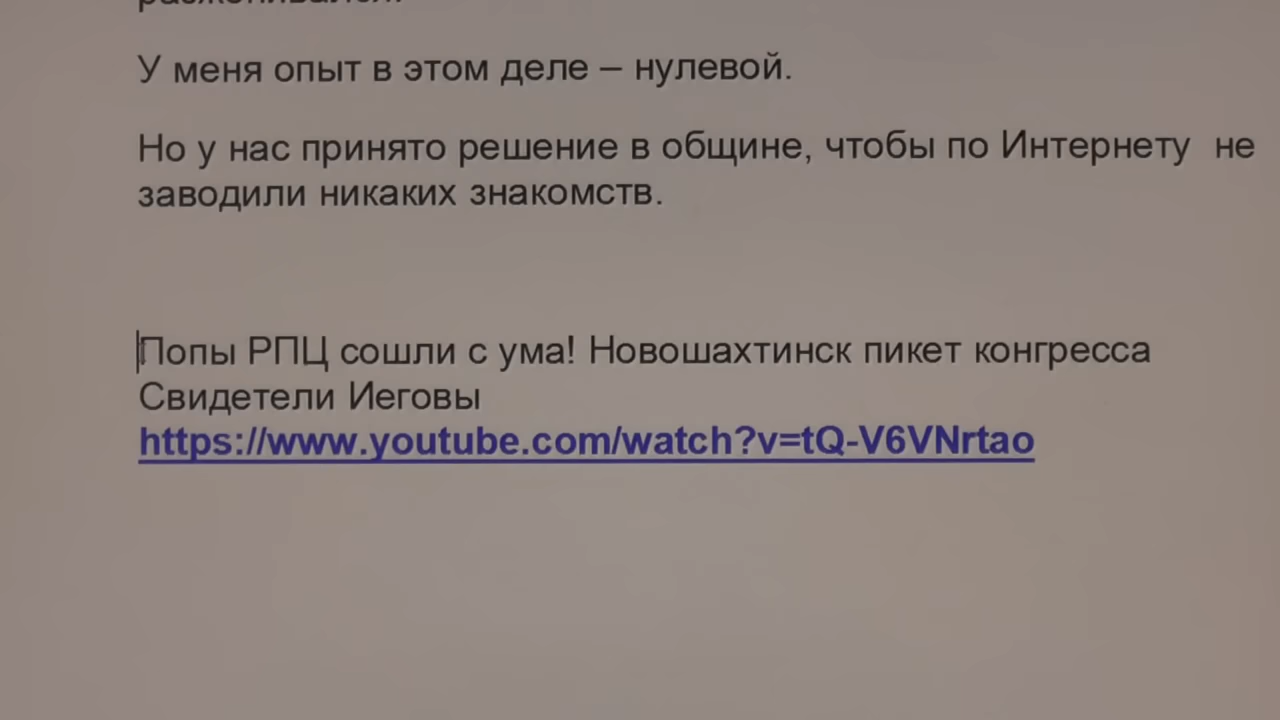 У меня опыт в этом деле – нулевой.
Но у нас принято решение в общине, чтобы по Интернету не
заводили никаких знакомств.
Попы РПЦ сошли с ума! Новошахтинск пикет конгресса
Свидетели Иеговы
https://www.youtube.com/watch?v=tQ-V6VNrtao